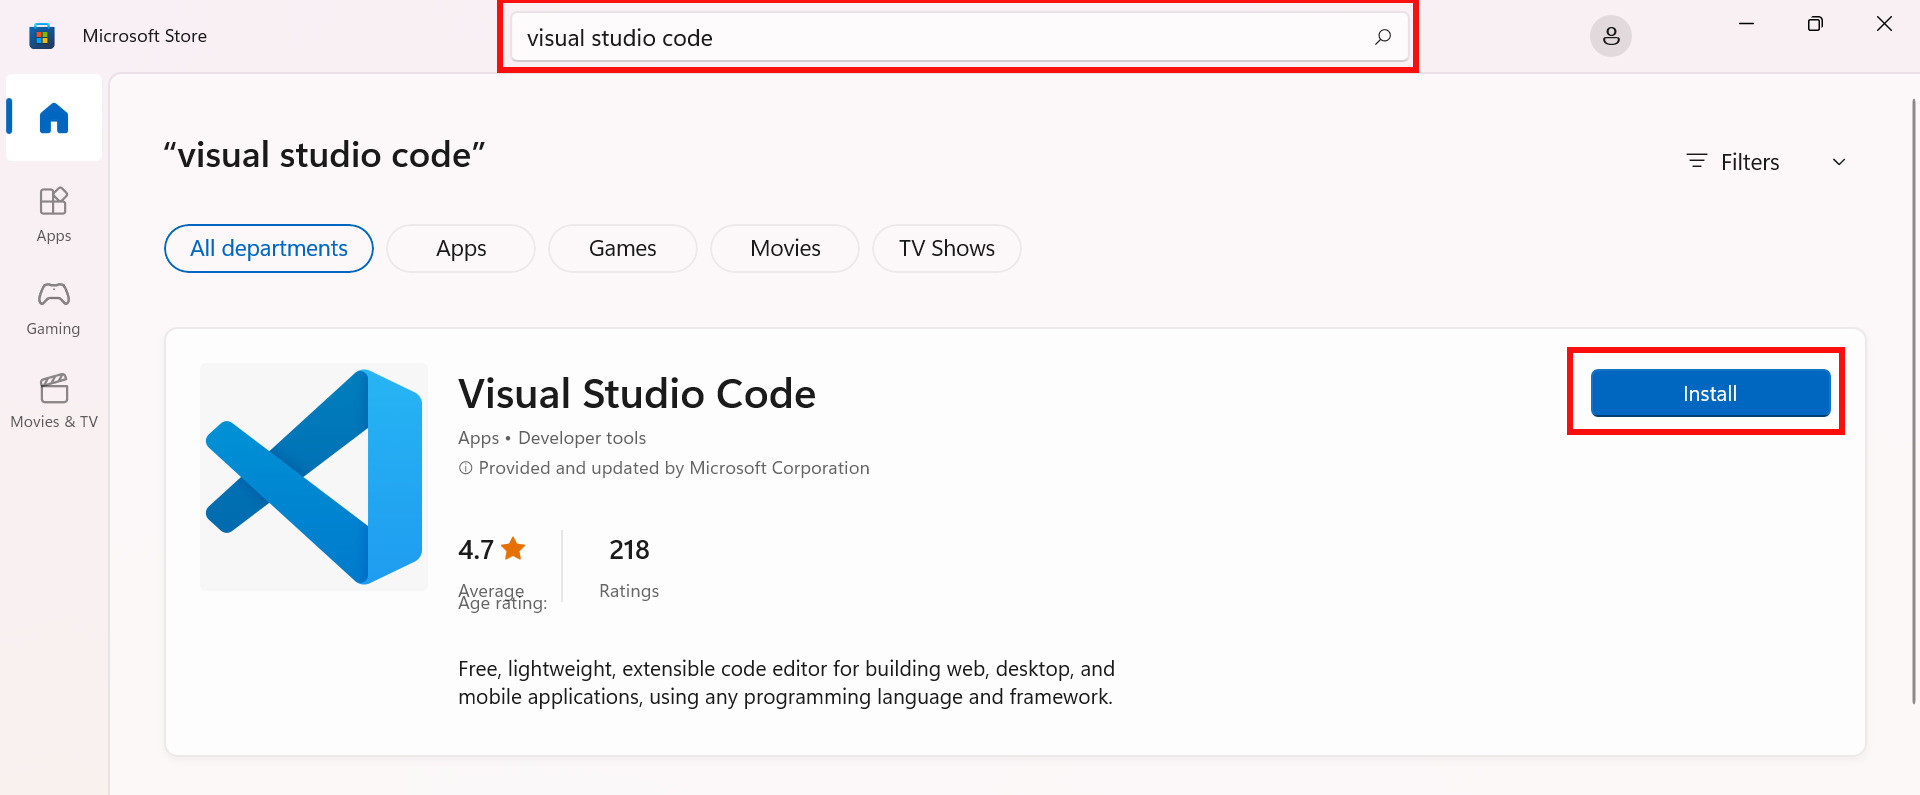 Microsoft Store
visual studio code
“visual studio code”
Filters
All departments
Apps
Games
Movies
TV Shows
Apps
Gaming
Movies & TV
Visual Studio Code
Apps • Developer tools
Provided and updated by Microsoft Corporation
Install
4.7
218
Average
Ratings
Age rating:
Free, lightweight, extensible code editor for building web, desktop, and
mobile applications, using any programming language and framework.